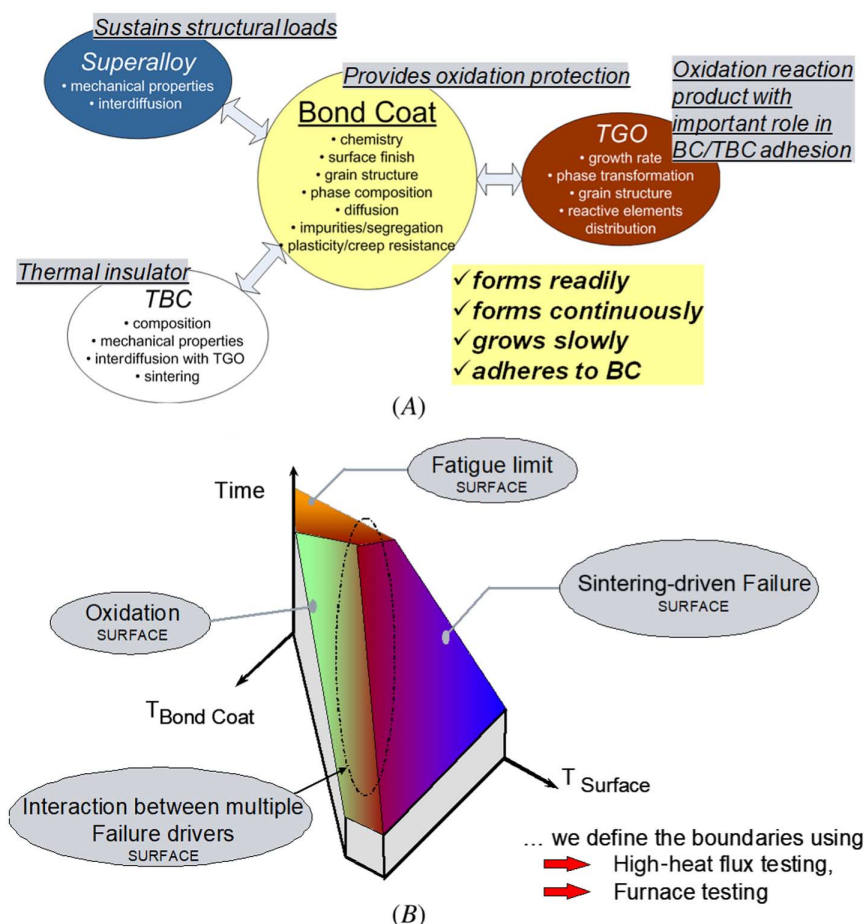 Sustains structural loads
Superalloy
• mechanical properties
• interdiffusion
Provides oxidation protection
Bond Coat
• chemistry
• surface finish
• grain structure
• phase composition
• diffusion
• impurities/segregation
• plasticity/creep resistance
Oxidation reaction
product with
important role in
BC/TBC adhesion
TGO
• growth rate
• phase transformation
• grain structure
• reactive elements
distribution
Thermal insulator
TBC
• composition
• mechanical properties
• interdiffusion with TGO
• sintering
✓ forms readily
✓ forms continuously
✓ grows slowly
✓ adheres to BC
(A)
Fatigue limit
SURFACE
Time
Sintering-driven Failure
SURFACE
Oxidation
SURFACE
T Bond Coat
T Surface
Interaction between multiple
Failure drivers
SURFACE
... we define the boundaries using
High-heat flux testing,
Furnace testing
(B)